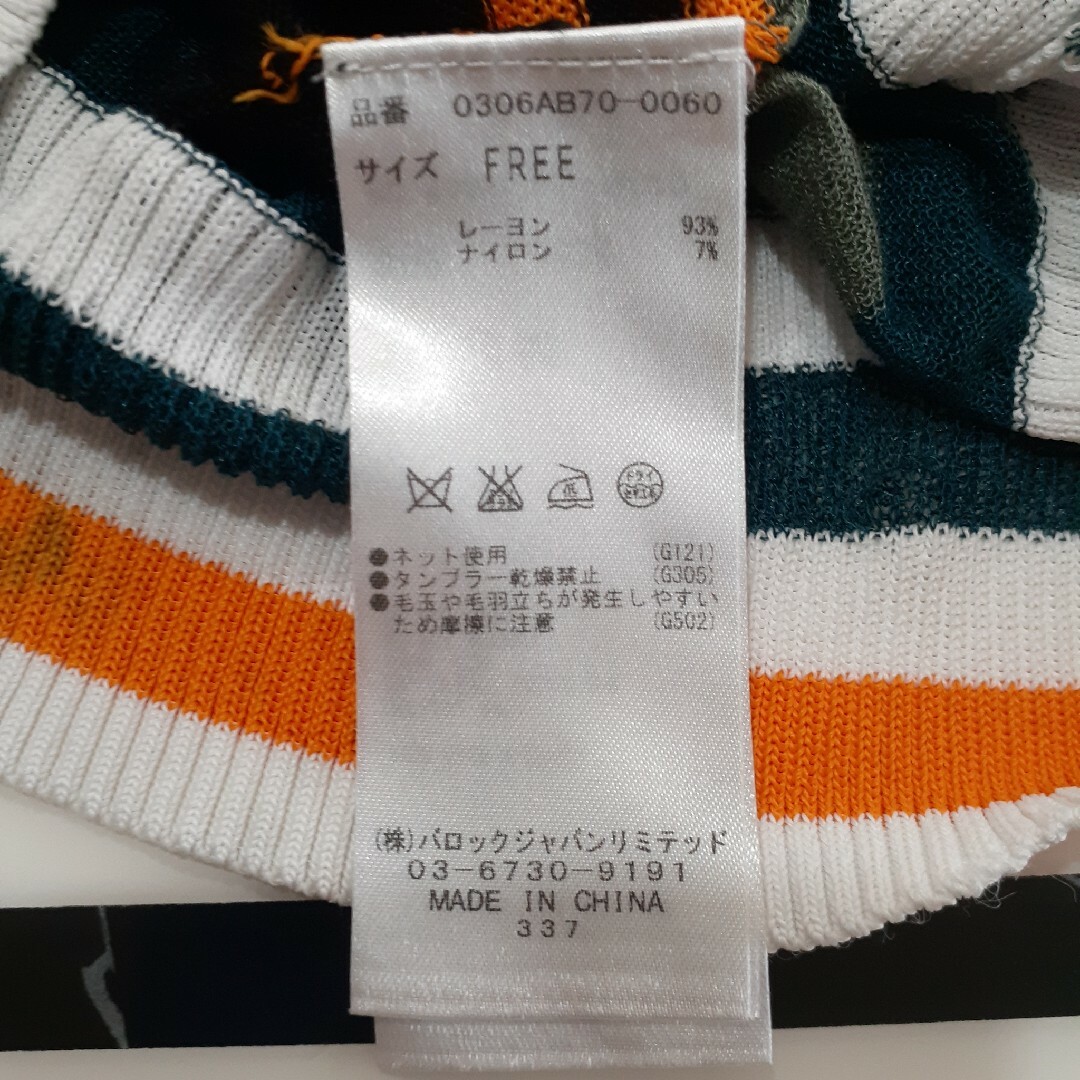 品番 0306AB70-0060
サイズ FREE
レーヨン 93%
ナイロン 7%
低
ドライ
●ネット使用 (G121)
●タンブラー乾燥禁止 (G305)
●毛玉や毛羽立ちが発生しやすい
ため摩擦に注意 (G502)
(株)バロックジャパンリミテッド
03-6730-9191
MADE IN CHINA
337